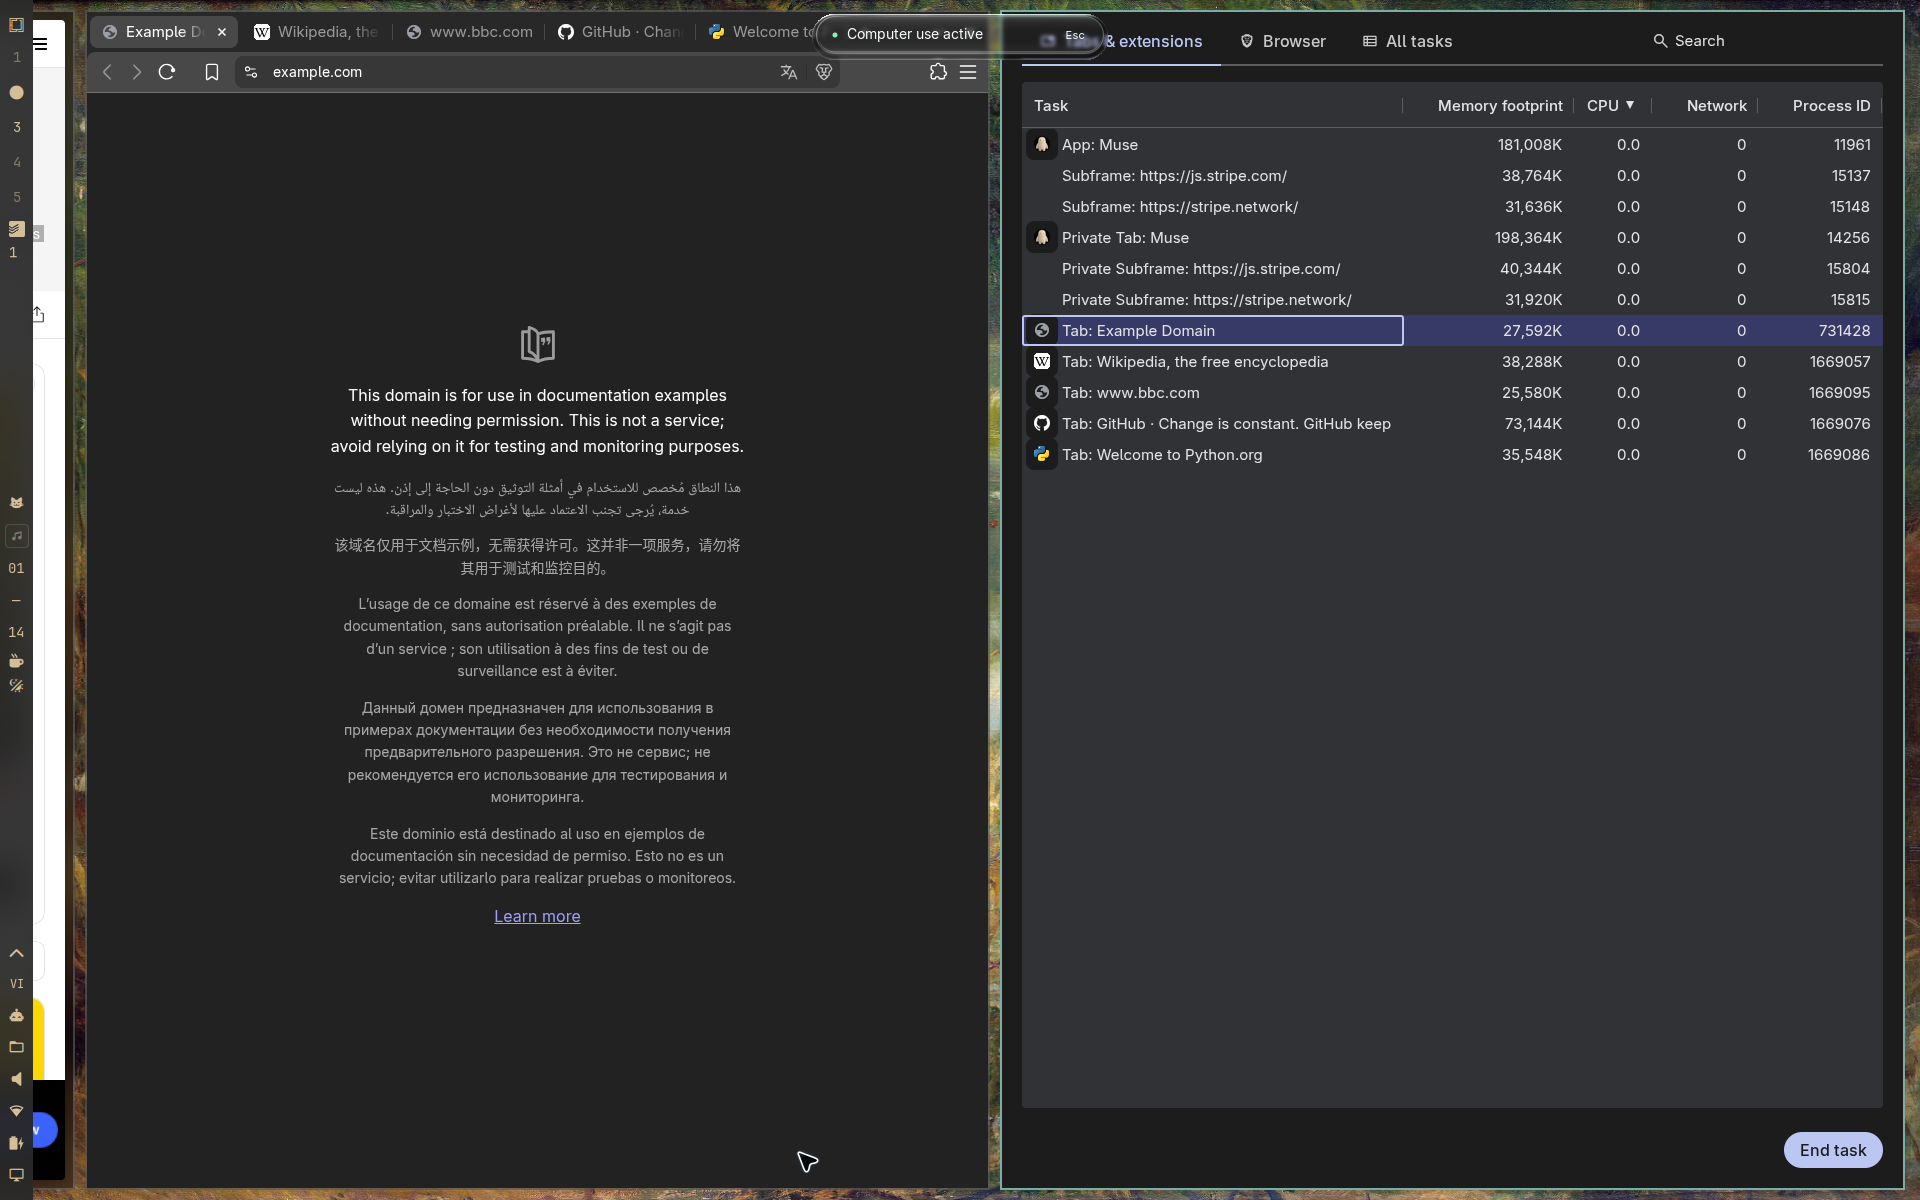 1
3
4
5
1
01
—
14
VI
s
w
Example D
Wikipedia, the
www.bbc.com
GitHub · Chan
Welcome to
Computer use active
Esc
example.com
This domain is for use in documentation examples
without needing permission. This is not a service;
avoid relying on it for testing and monitoring purposes.
هذا النطاق مُخصص للاستخدام في أمثلة التوثيق دون الحاجة إلى إذن. هذه ليست
خدمة، يُرجى تجنب الاعتماد عليها لأغراض الاختبار والمراقبة.
该域名仅用于文档示例，无需获得许可。这并非一项服务，请勿将
其用于测试和监控目的。
L’usage de ce domaine est réservé à des exemples de
documentation, sans autorisation préalable. Il ne s’agit pas
d’un service ; son utilisation à des fins de test ou de
surveillance est à éviter.
Данный домен предназначен для использования в
примерах документации без необходимости получения
предварительного разрешения. Это не сервис; не
рекомендуется его использование для тестирования и
мониторинга.
Este dominio está destinado al uso en ejemplos de
documentación sin necesidad de permiso. Esto no es un
servicio; evitar utilizarlo para realizar pruebas o monitoreos.
Learn more
& extensions
Browser
All tasks
Search
Task Memory footprint CPU ▼ Network Process ID
App: Muse 181,008K 0.0 0 11961
Subframe: https://js.stripe.com/ 38,764K 0.0 0 15137
Subframe: https://stripe.network/ 31,636K 0.0 0 15148
Private Tab: Muse 198,364K 0.0 0 14256
Private Subframe: https://js.stripe.com/ 40,344K 0.0 0 15804
Private Subframe: https://stripe.network/ 31,920K 0.0 0 15815
Tab: Example Domain 27,592K 0.0 0 731428
Tab: Wikipedia, the free encyclopedia 38,288K 0.0 0 1669057
Tab: www.bbc.com 25,580K 0.0 0 1669095
Tab: GitHub · Change is constant. GitHub keep 73,144K 0.0 0 1669076
Tab: Welcome to Python.org 35,548K 0.0 0 1669086
End task